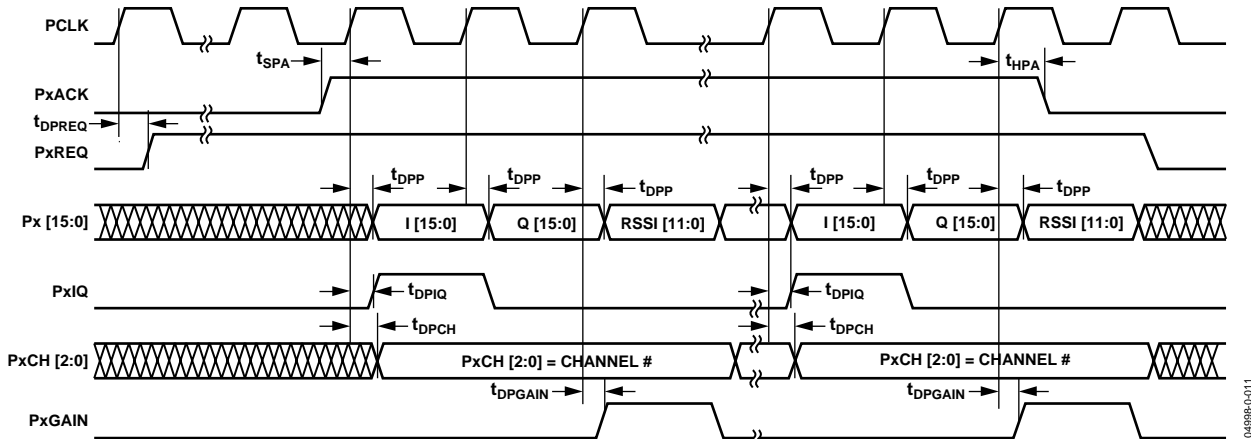 PCLK
tSPA
tHPA
PxACK
tDPREQ
PxREQ
tDPP tDPP tDPP tDPP tDPP tDPP
Px [15:0] I [15:0] Q [15:0] RSSI [11:0] I [15:0] Q [15:0] RSSI [11:0]
PxIQ tDPIQ tDPIQ
tDPCH tDPCH
PxCH [2:0] PxCH [2:0] = CHANNEL # PxCH [2:0] = CHANNEL #
tDPGAIN tDPGAIN
PxGAIN
04998-0-011